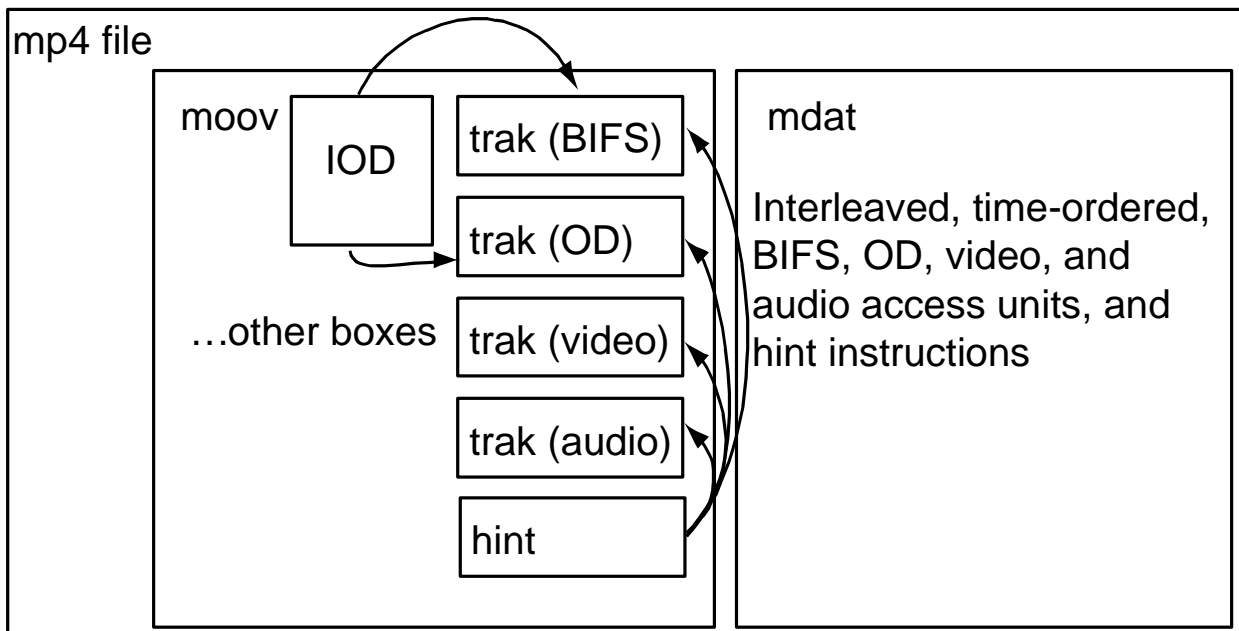 mp4 file
moov
IOD
…other boxes
trak (BIFS)
trak (OD)
trak (video)
trak (audio)
hint
mdat
Interleaved, time-ordered,
BIFS, OD, video, and
audio access units, and
hint instructions